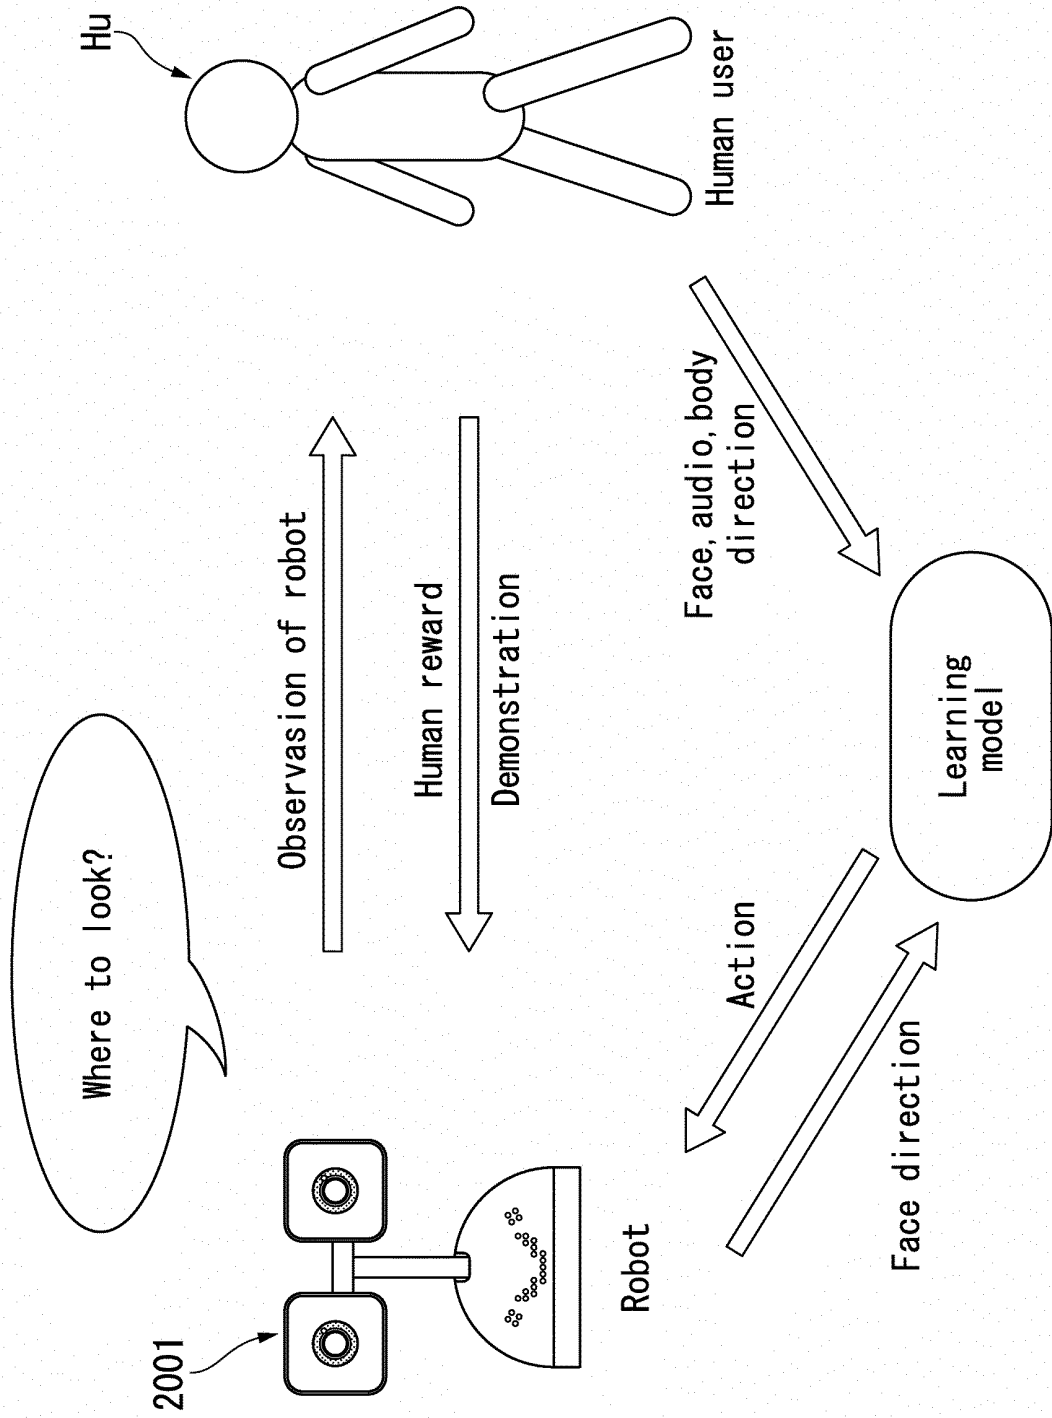 Where to look?
2001
Hu
Observasion of robot
Human reward
Demonstration
Robot
Human user
Action
Face direction
Face, audio, body
direction
Learning
model